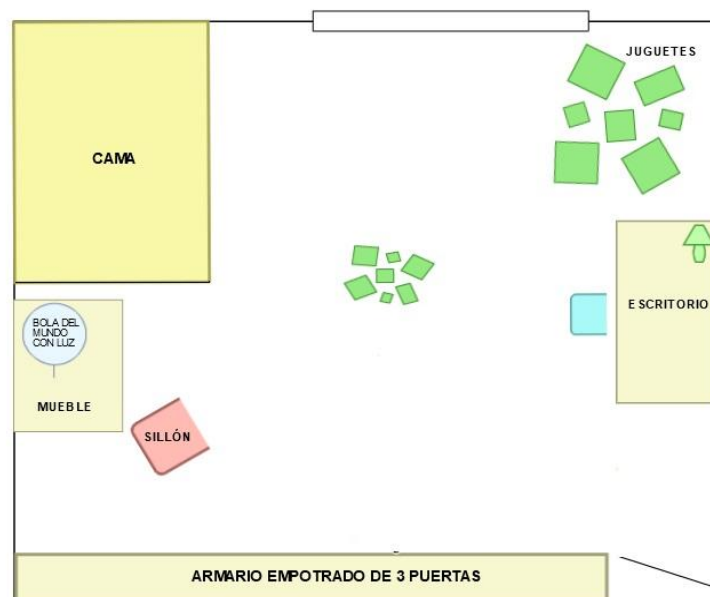 JUGUETES
CAMA
ESCRITORIO
BOLA DEL
MUNDO
CON LUZ
MUEBLE
SILLÓN
ARMARIO EMPOTRADO DE 3 PUERTAS